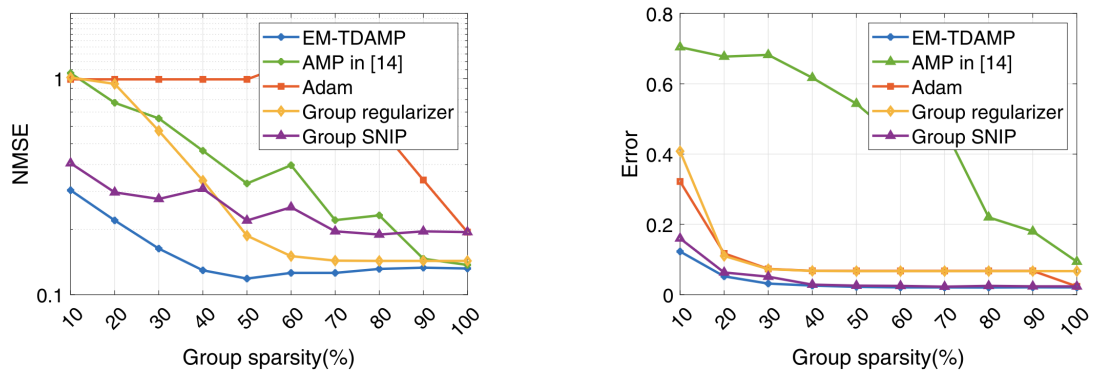 NMSE
1
0.1
EM-TDAMP
AMP in [14]
Adam
Group regularizer
Group SNIP
10 20 30 40 50 60 70 80 90 100
Group sparsity(%)
Error
0.8
0.6
0.4
0.2
0
EM-TDAMP
AMP in [14]
Adam
Group regularizer
Group SNIP
10 20 30 40 50 60 70 80 90 100
Group sparsity(%)